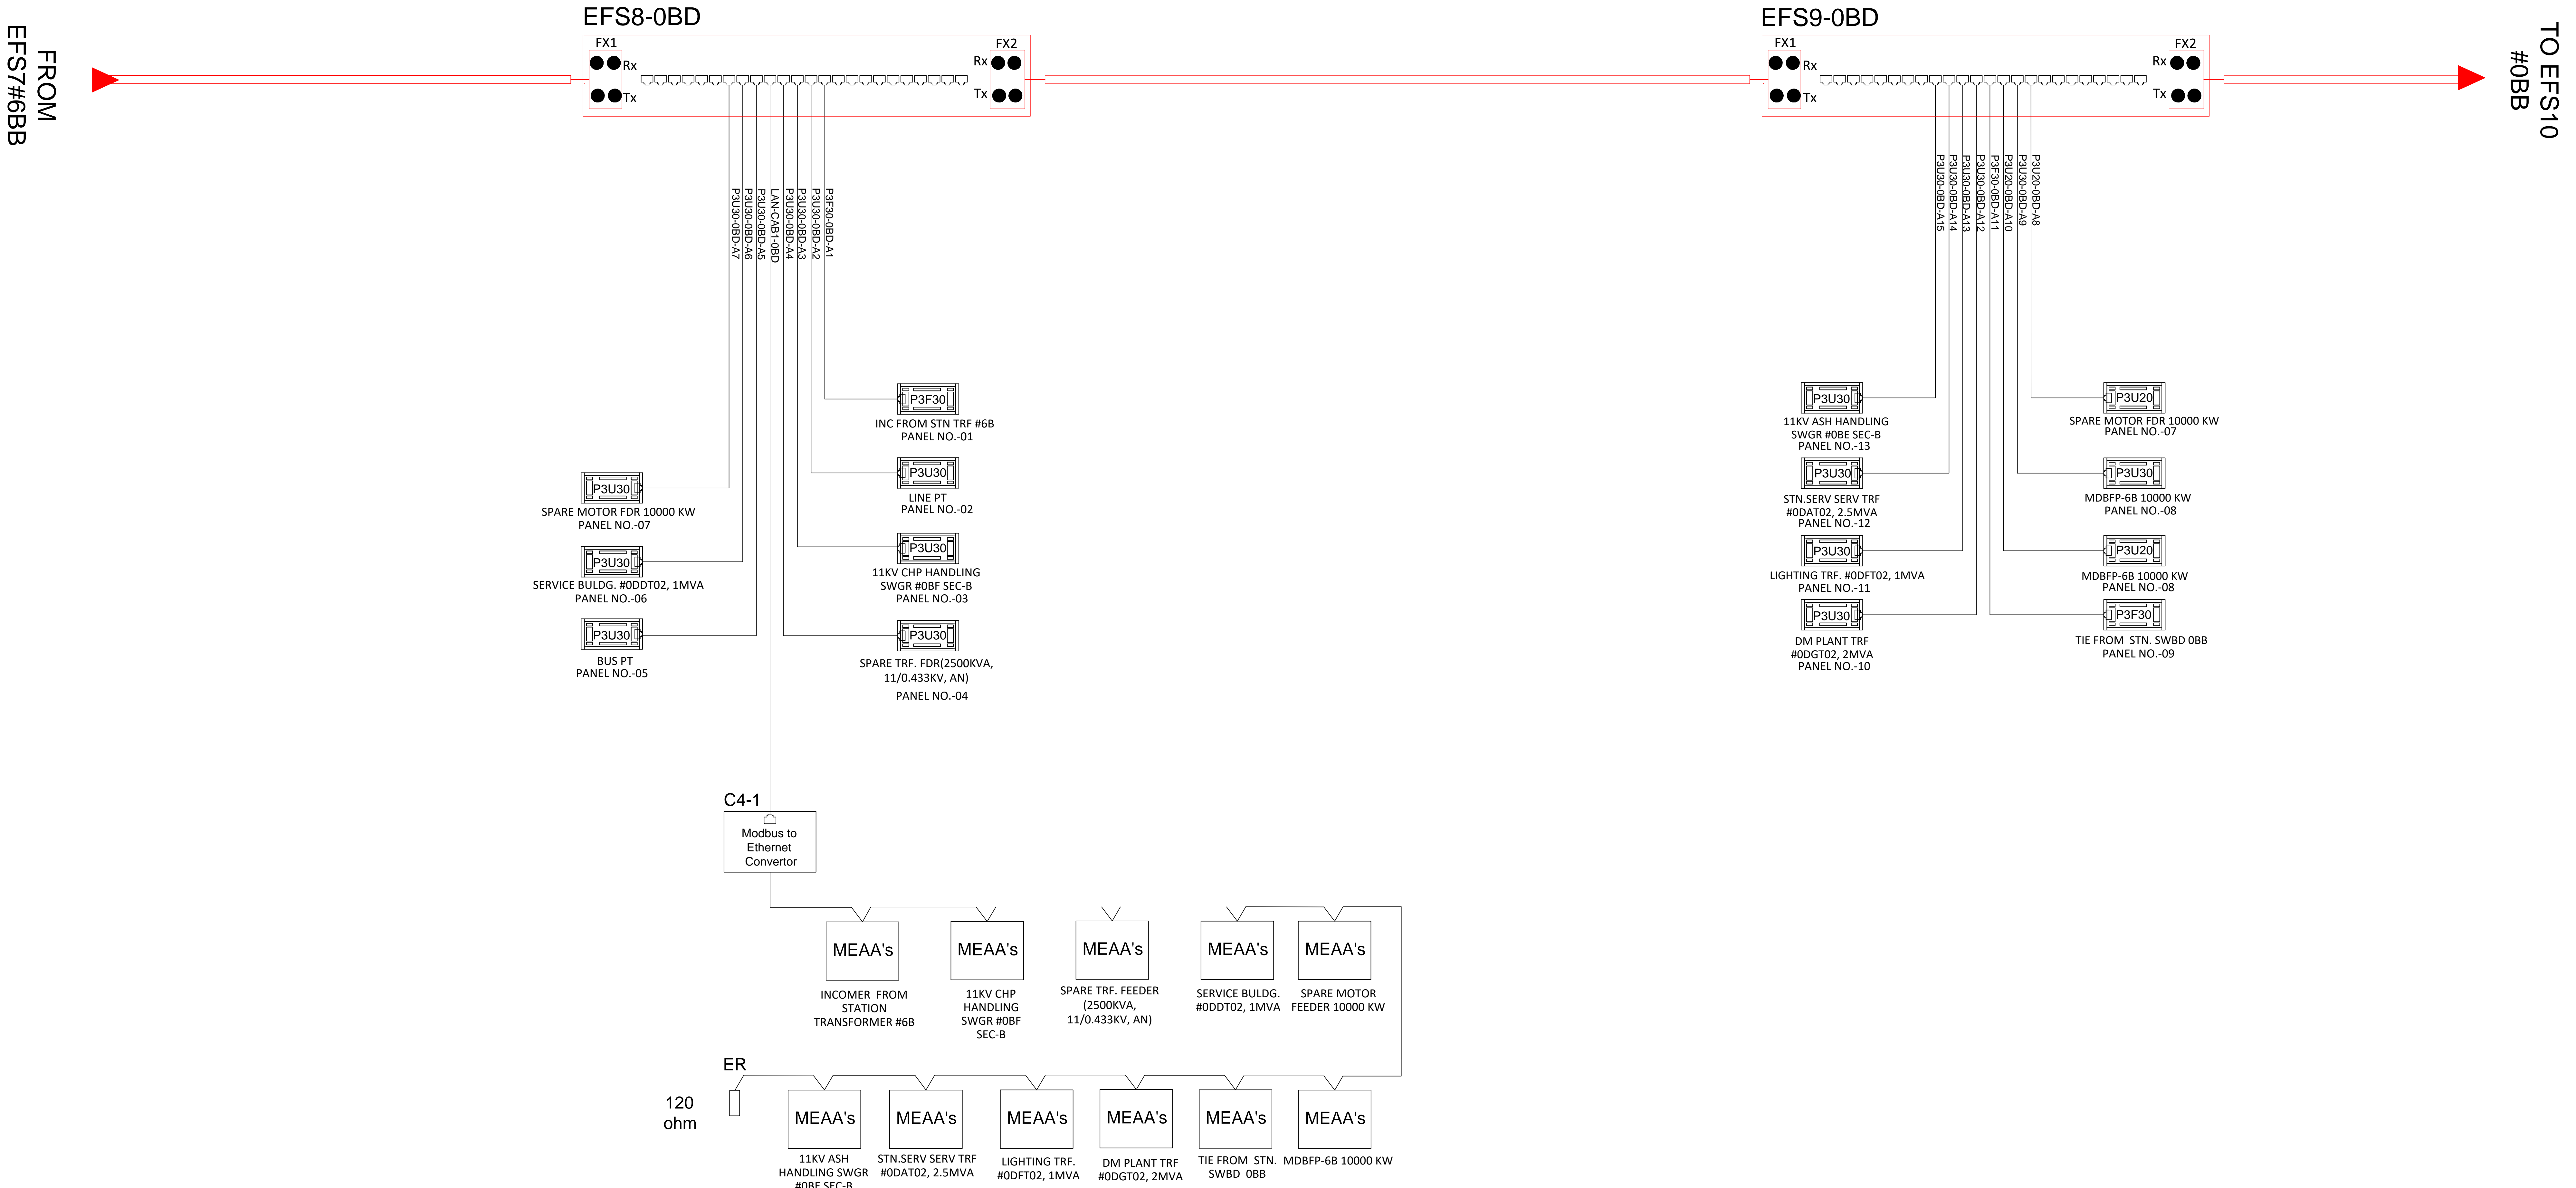 EFS8-0BD
EFS9-0BD
FROM
EFS7#6BB
TO EFS10
#0BB
FX1
Rx
Tx
FX2
Rx
Tx
FX1
Rx
Tx
FX2
Rx
Tx
P3U30-0BD-A7
P3U30-0BD-A6
P3U30-0BD-A5
LAN-CAB1-0BD
P3U30-0BD-A4
P3U30-0BD-A3
P3U30-0BD-A2
P3F30-0BD-A1
P3U30-0BD-A15
P3U30-0BD-A14
P3U30-0BD-A13
P3U30-0BD-A12
P3F30-0BD-A11
P3U20-0BD-A10
P3U30-0BD-A9
P3U20-0BD-A8
P3F30
INC FROM STN TRF #6B
PANEL NO.-01
P3U30
LINE PT
PANEL NO.-02
P3U30
11KV CHP HANDLING
SWGR #0BF SEC-B
PANEL NO.-03
P3U30
SPARE TRF. FDR(2500KVA,
11/0.433KV, AN)
PANEL NO.-04
P3U30
SPARE MOTOR FDR 10000 KW
PANEL NO.-07
P3U30
SERVICE BULDG. #0DDT02, 1MVA
PANEL NO.-06
P3U30
BUS PT
PANEL NO.-05
P3U30
11KV ASH HANDLING
SWGR #0BE SEC-B
PANEL NO.-13
P3U30
STN.SERV SERV TRF
#0DAT02, 2.5MVA
PANEL NO.-12
P3U30
LIGHTING TRF. #0DFT02, 1MVA
PANEL NO.-11
P3U30
DM PLANT TRF
#0DGT02, 2MVA
PANEL NO.-10
P3U20
SPARE MOTOR FDR 10000 KW
PANEL NO.-07
P3U30
MDBFP-6B 10000 KW
PANEL NO.-08
P3U20
MDBFP-6B 10000 KW
PANEL NO.-08
P3F30
TIE FROM  STN. SWBD 0BB
PANEL NO.-09
C4-1
Modbus to
Ethernet
Convertor
MEAA's
INCOMER  FROM
STATION
TRANSFORMER #6B
MEAA's
11KV CHP
HANDLING
SWGR #0BF
SEC-B
MEAA's
SPARE TRF. FEEDER
(2500KVA,
11/0.433KV, AN)
MEAA's
SERVICE BULDG.
#0DDT02, 1MVA
MEAA's
SPARE MOTOR
FEEDER 10000 KW
ER
120
ohm
MEAA's
11KV ASH
HANDLING SWGR
#0BE SEC-B
MEAA's
STN.SERV SERV TRF
#0DAT02, 2.5MVA
MEAA's
LIGHTING TRF.
#0DFT02, 1MVA
MEAA's
DM PLANT TRF
#0DGT02, 2MVA
MEAA's
TIE FROM  STN.
SWBD  0BB
MEAA's
MDBFP-6B 10000 KW